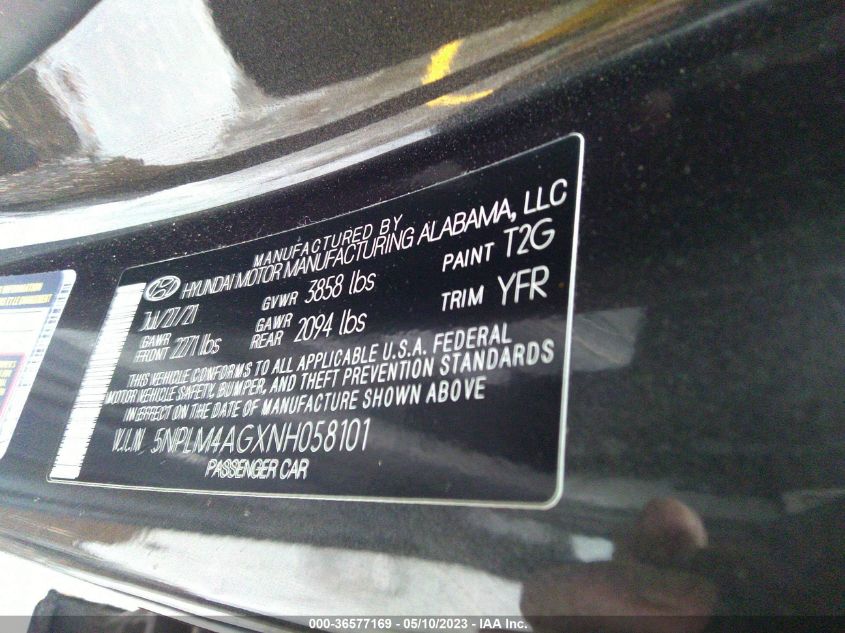 MANUFACTURED BY
HYUNDAI MOTOR MANUFACTURING ALABAMA, LLC
Jul/27/21 GVWR 3858 lbs PAINT T2G
GAWR FRONT 2271 lbs GAWR REAR 2094 lbs TRIM YFR
THIS VEHICLE CONFORMS TO ALL APPLICABLE U.S.A. FEDERAL
MOTOR VEHICLE SAFETY, BUMPER, AND THEFT PREVENTION STANDARDS
IN EFFECT ON THE DATE OF MANUFACTURE SHOWN ABOVE
V.I.N. 5NPLM4AGXNH058101
PASSENGER CAR
000-36577169 - 05/10/2023 - IAA Inc.